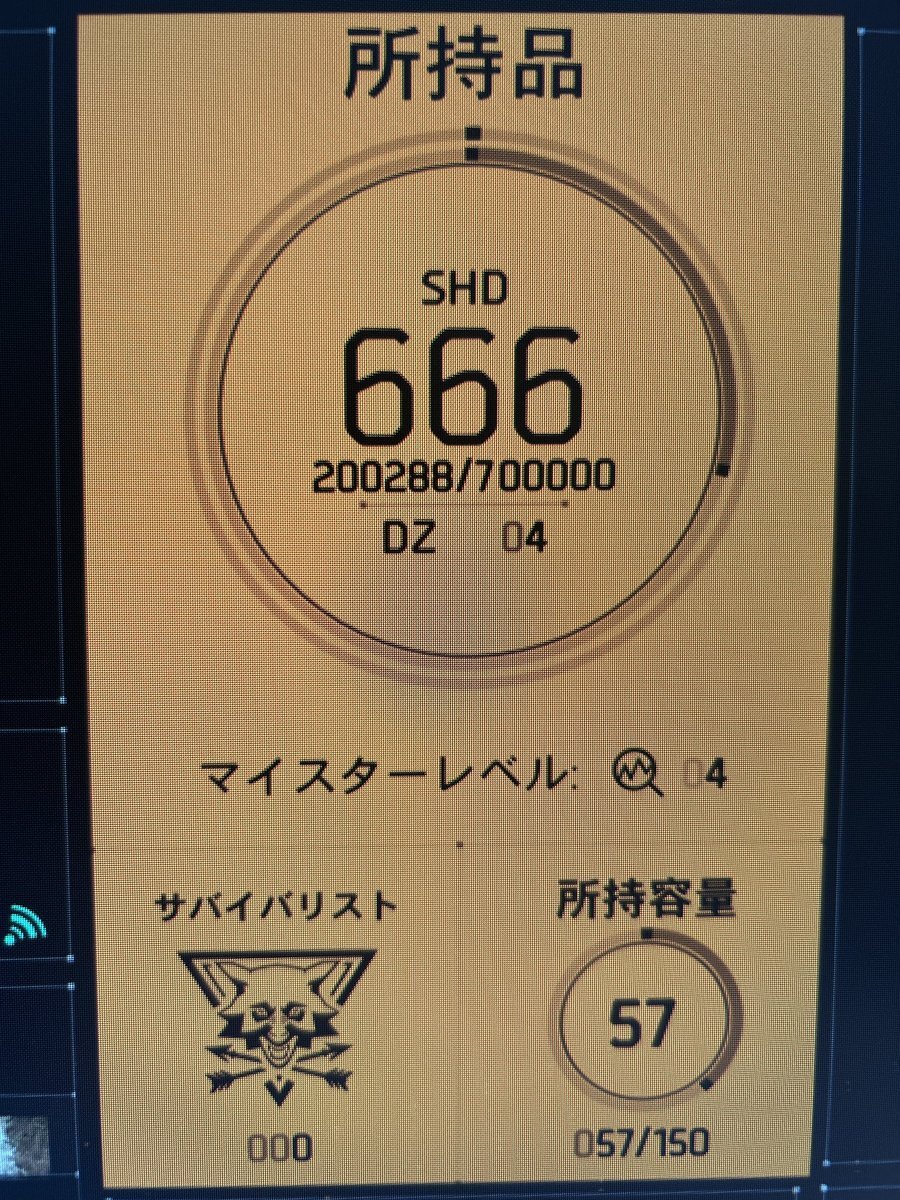 所持品
SHD
666
200288/700000
DZ 04
マイスターレベル: 04
サバイバリスト
000
所持容量
57
057/150